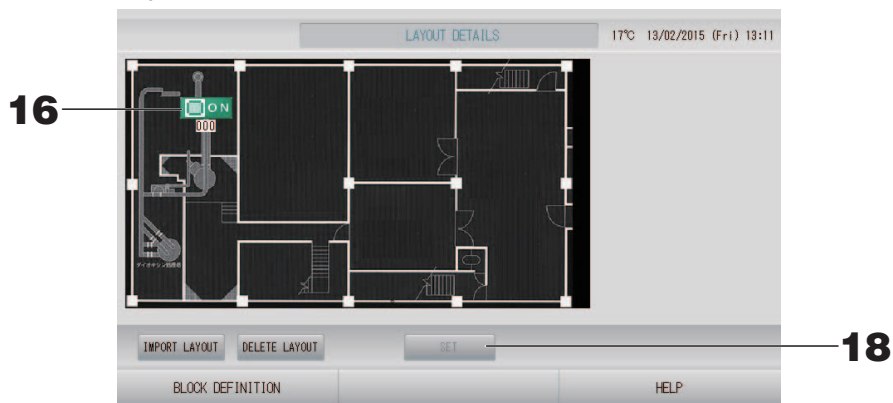 LAYOUT DETAILS 17℃ 13/02/2015 (Fri) 13:11
16
ON
000
IMPORT LAYOUT DELETE LAYOUT SET
18
BLOCK DEFINITION HELP